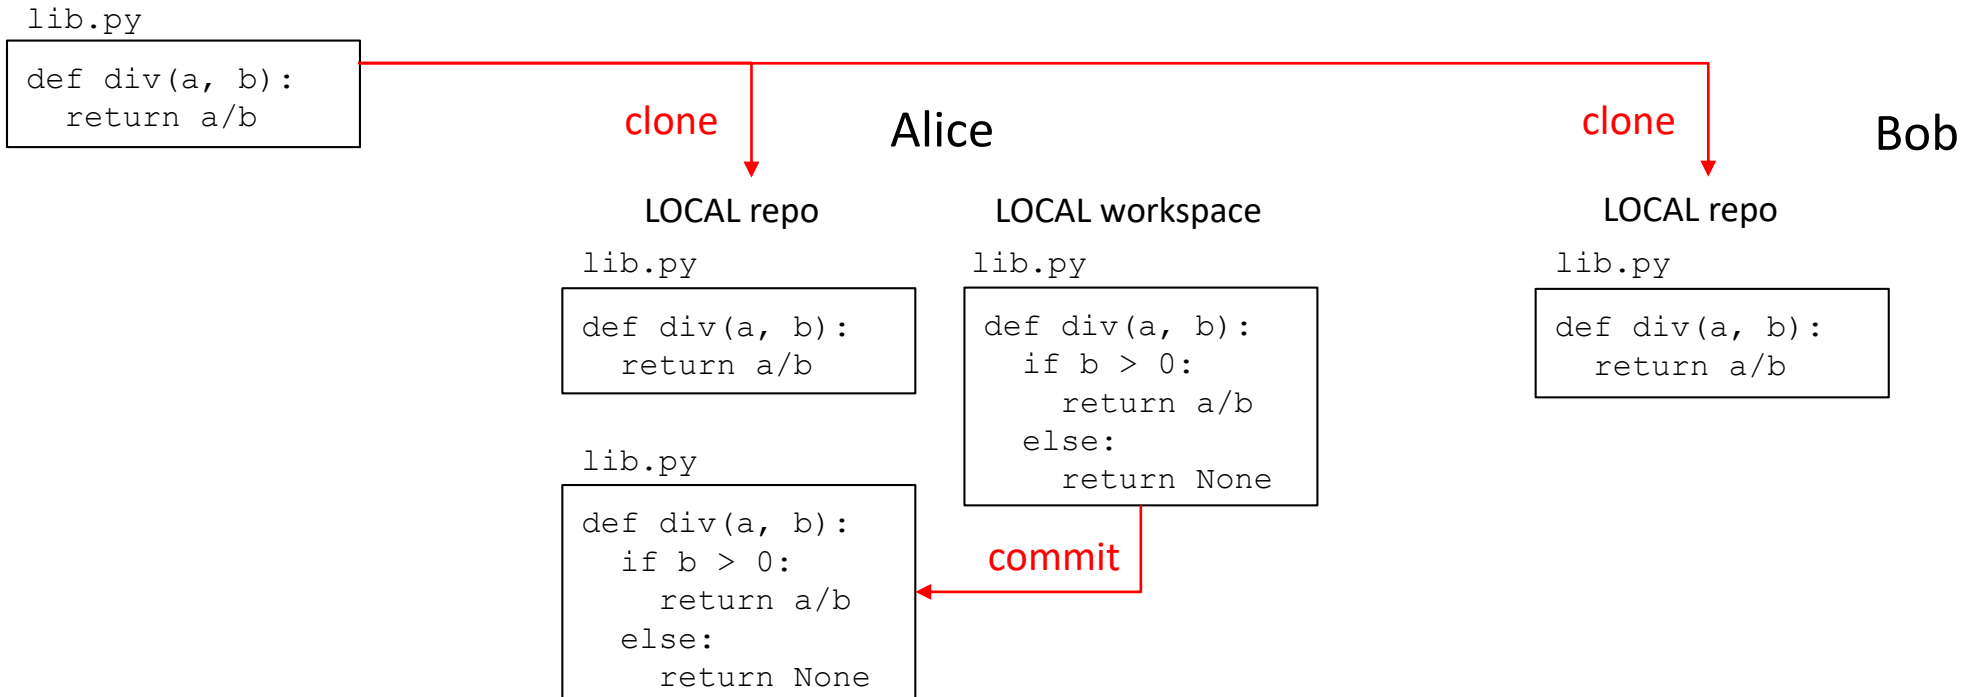 lib.py
def div(a, b):
  return a/b
clone
Alice
clone
Bob
LOCAL repo
LOCAL workspace
LOCAL repo
lib.py
def div(a, b):
  return a/b
lib.py
def div(a, b):
  if b > 0:
    return a/b
  else:
    return None
lib.py
def div(a, b):
  return a/b
commit
lib.py
def div(a, b):
  if b > 0:
    return a/b
  else:
    return None